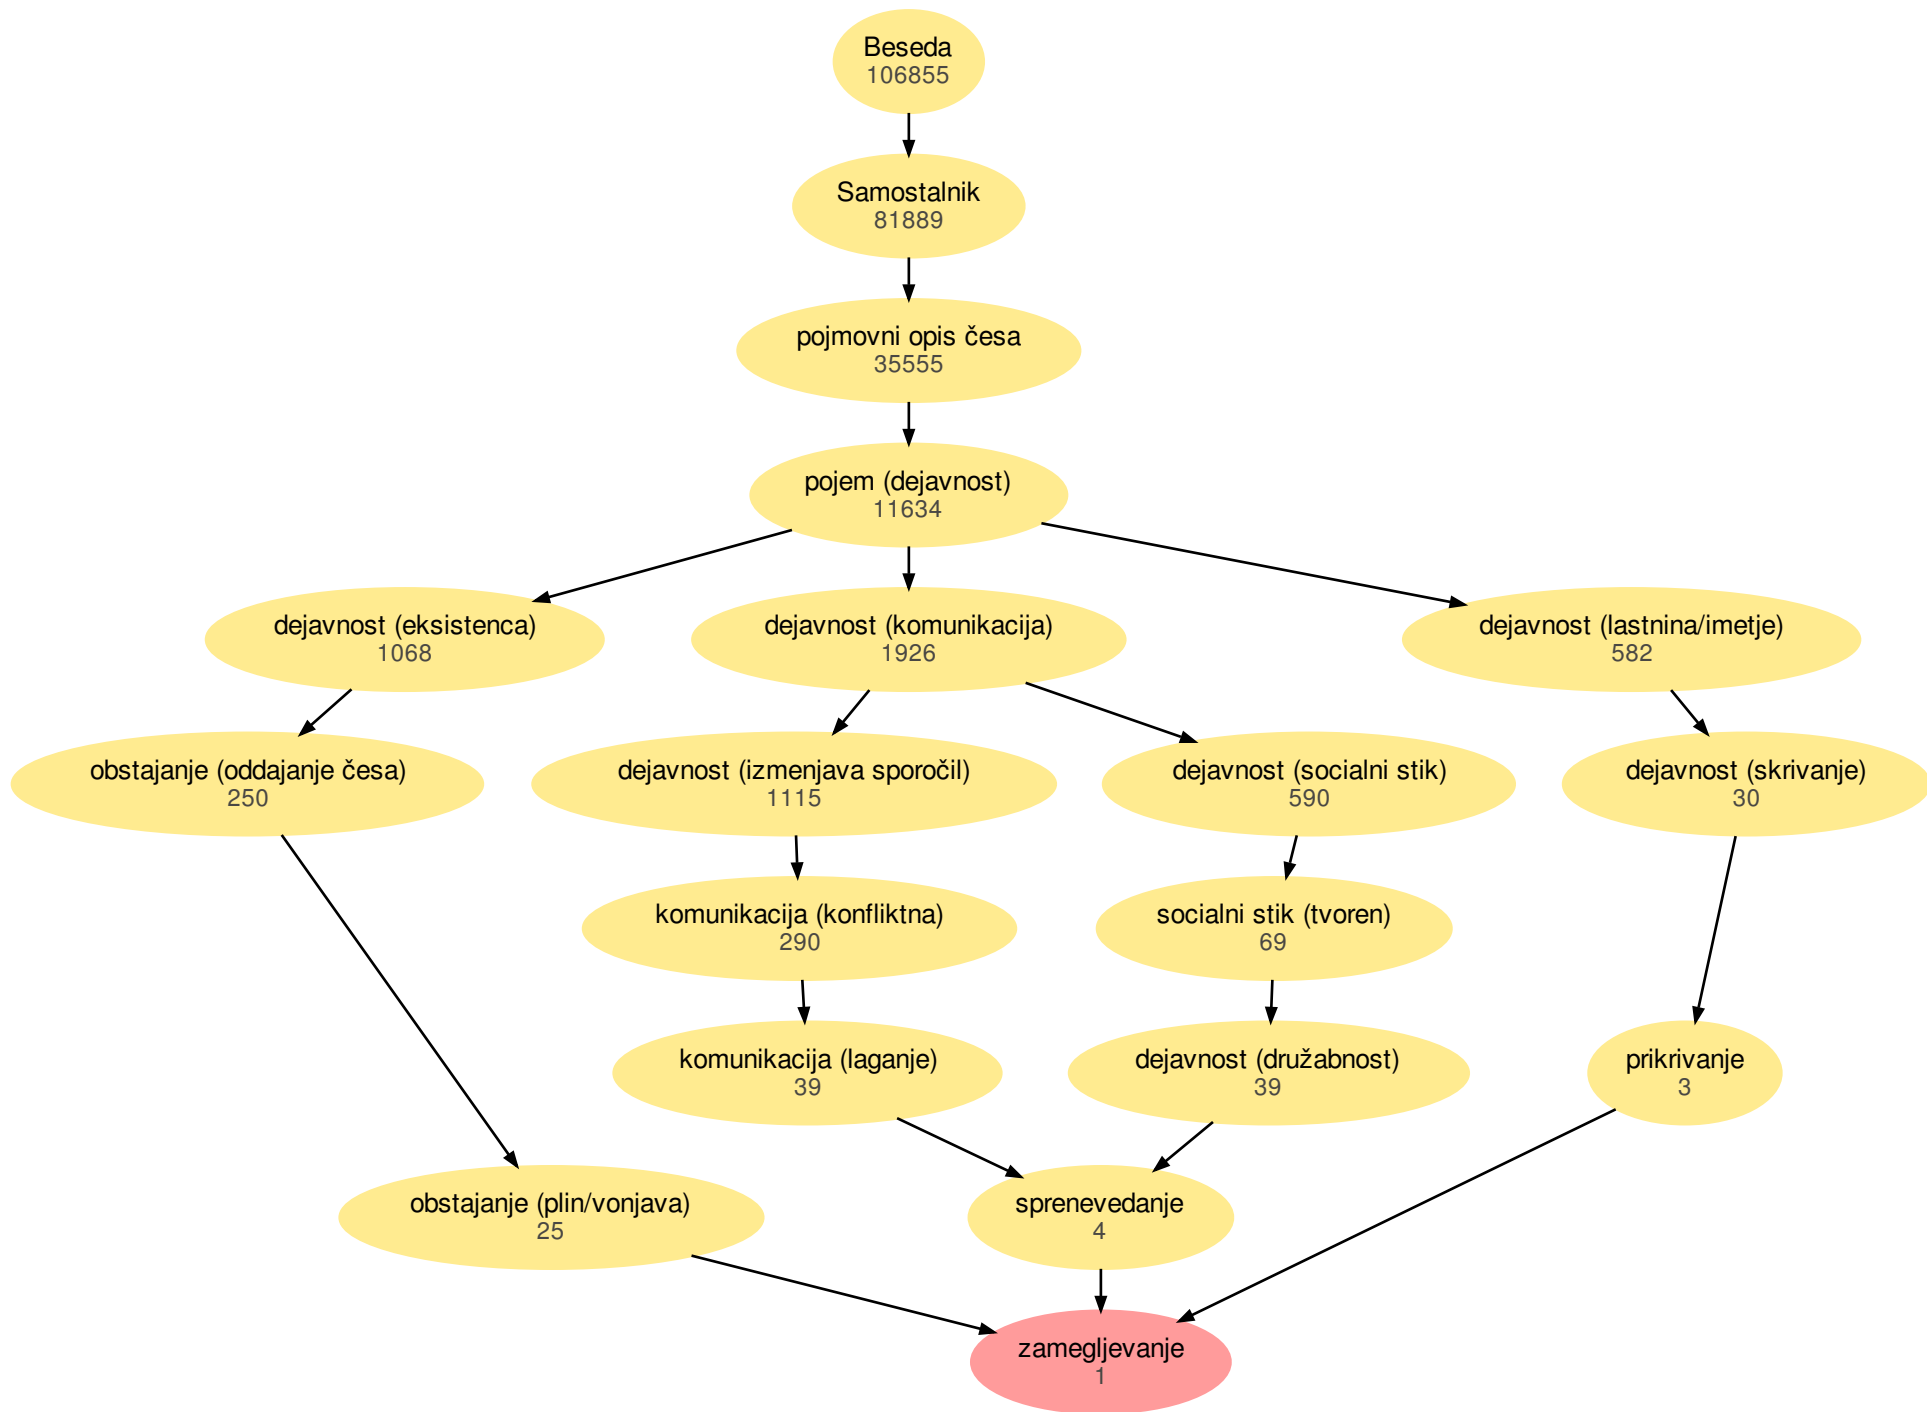 Beseda
106855
Samostalnik
81889
pojmovni opis česa
35555
pojem (dejavnost)
11634
dejavnost (eksistenca)
1068
dejavnost (komunikacija)
1926
dejavnost (lastnina/imetje)
582
obstajanje (oddajanje česa)
250
dejavnost (izmenjava sporočil)
1115
dejavnost (socialni stik)
590
dejavnost (skrivanje)
30
komunikacija (konfliktna)
290
socialni stik (tvoren)
69
komunikacija (laganje)
39
dejavnost (družabnost)
39
prikrivanje
3
obstajanje (plin/vonjava)
25
sprenevedanje
4
zamegljevanje
1